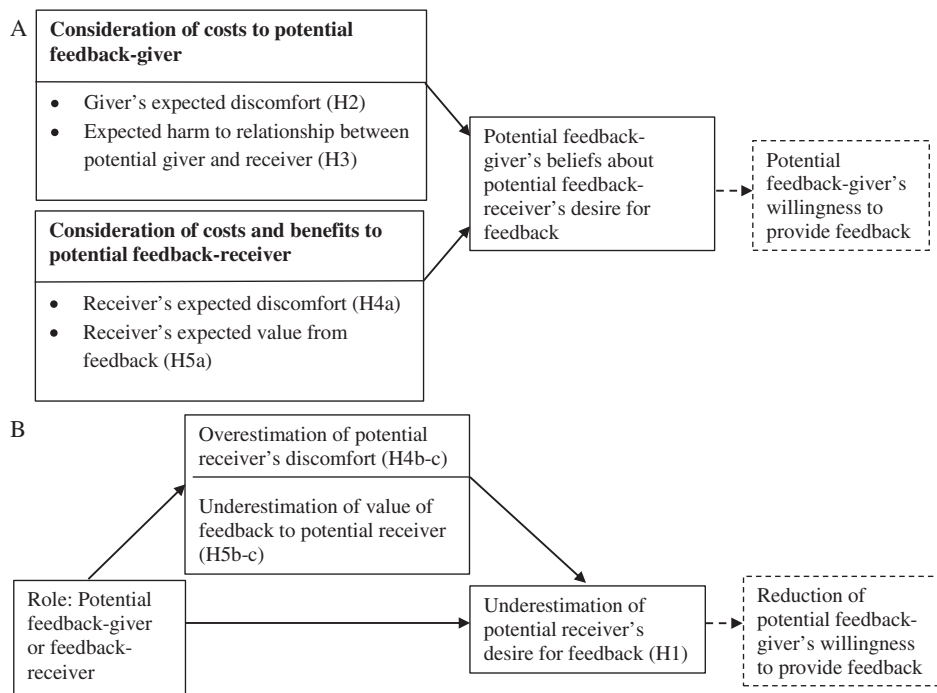 A
Consideration of costs to potential
feedback-giver
• Giver's expected discomfort (H2)
• Expected harm to relationship between
potential giver and receiver (H3)
Consideration of costs and benefits to
potential feedback-receiver
• Receiver's expected discomfort (H4a)
• Receiver's expected value from
feedback (H5a)
Potential feedback-
giver's beliefs about
potential feedback-
receiver's desire for
feedback
Potential
feedback-giver's
willingness to
provide feedback
B
Overestimation of potential
receiver's discomfort (H4b-c)
Underestimation of value of
feedback to potential receiver
(H5b-c)
Role: Potential
feedback-giver
or feedback-
receiver
Underestimation of
potential receiver's
desire for feedback (H1)
Reduction of
potential feedback-
giver's willingness
to provide feedback